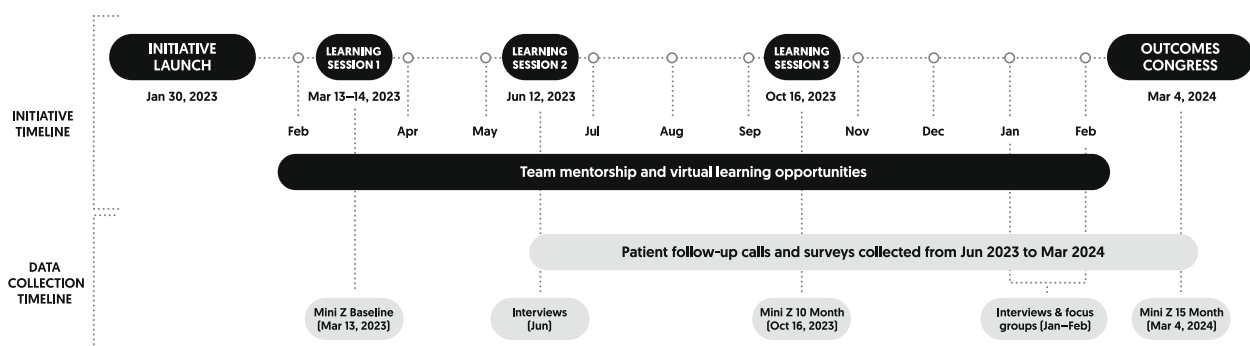 INITIATIVE
LAUNCH
LEARNING
SESSION 1
LEARNING
SESSION 2
LEARNING
SESSION 3
OUTCOMES
CONGRESS
Jan 30, 2023
Mar 13–14, 2023
Jun 12, 2023
Oct 16, 2023
Mar 4, 2024
INITIATIVE
TIMELINE
Feb
Apr
May
Jul
Aug
Sep
Nov
Dec
Jan
Feb
Team mentorship and virtual learning opportunities
Patient follow-up calls and surveys collected from Jun 2023 to Mar 2024
DATA
COLLECTION
TIMELINE
Mini Z Baseline
(Mar 13, 2023)
Interviews
(Jun)
Mini Z 10 Month
(Oct 16, 2023)
Interviews & focus
groups (Jan–Feb)
Mini Z 15 Month
(Mar 4, 2024)